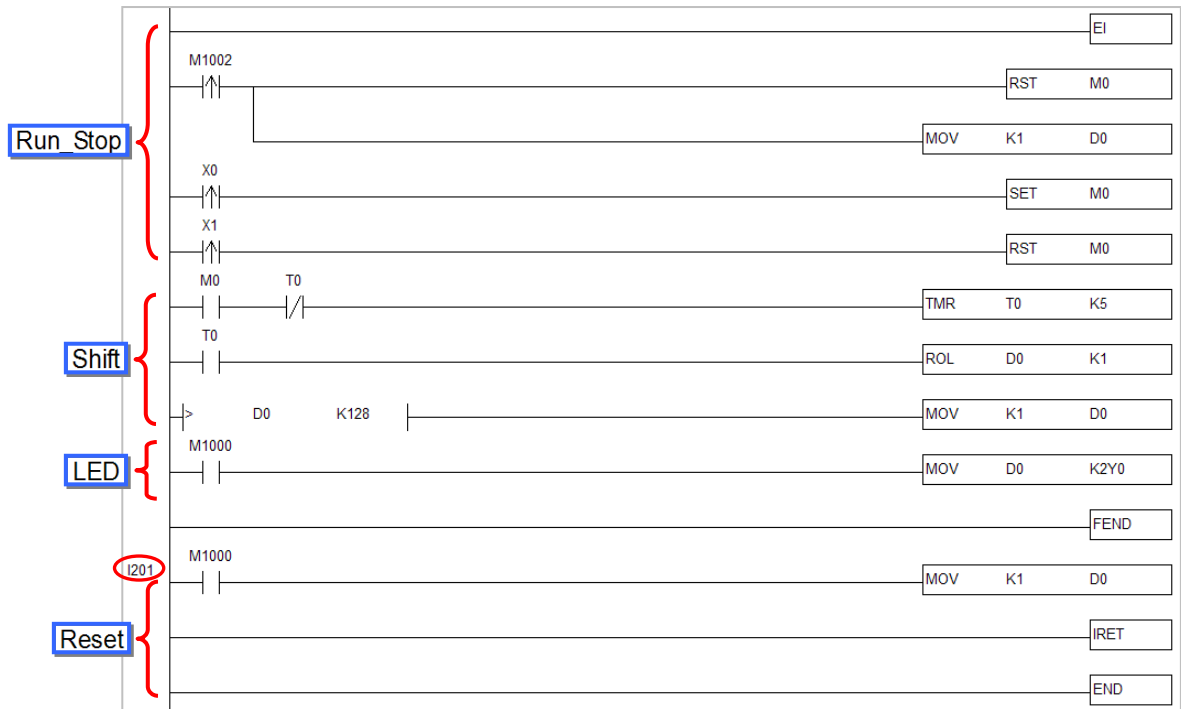 EI
M1002
RST M0
Run_Stop
MOV K1 D0
X0
SET M0
X1
RST M0
M0 T0
TMR T0 K5
T0
Shift
ROL D0 K1
> D0 K128
MOV K1 D0
M1000
LED
MOV D0 K2Y0
FEND
M1000
I201
MOV K1 D0
Reset
IRET
END